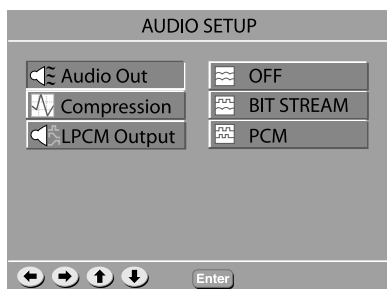 AUDIO SETUP
Audio Out
Compression
LPCM Output
OFF
BIT STREAM
PCM
Enter